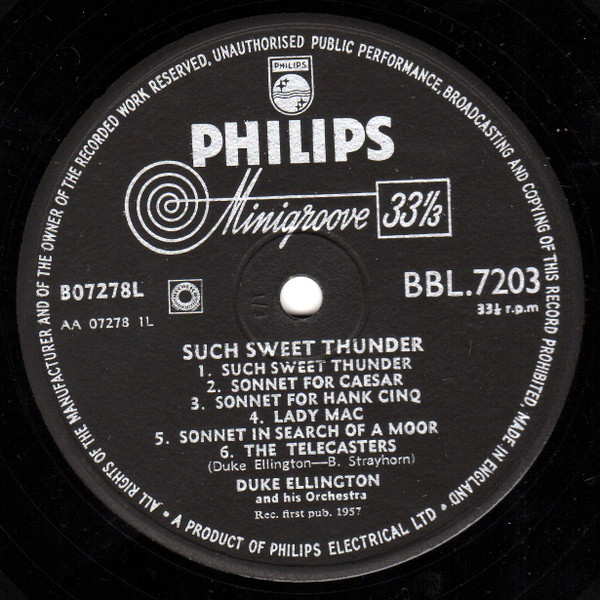 ALL RIGHTS OF THE MANUFACTURER AND OF THE OWNER OF THE RECORDED WORK RESERVED, UNAUTHORISED PUBLIC PERFORMANCE, BROADCASTING AND COPYING OF THIS RECORD PROHIBITED. MADE IN ENGLAND •
PHILIPS
PHILIPS
Minigroove 33⅓
B07278L
BBL.7203
AA 07278 1L
33⅓ r.p.m
SUCH SWEET THUNDER
1. SUCH SWEET THUNDER
2. SONNET FOR CAESAR
3. SONNET FOR HANK CINQ
4. LADY MAC
5. SONNET IN SEARCH OF A MOOR
6. THE TELECASTERS
(Duke Ellington—B. Strayhorn)
DUKE ELLINGTON
and his Orchestra
Rec. first pub. 1957
• A PRODUCT OF PHILIPS ELECTRICAL LTD •